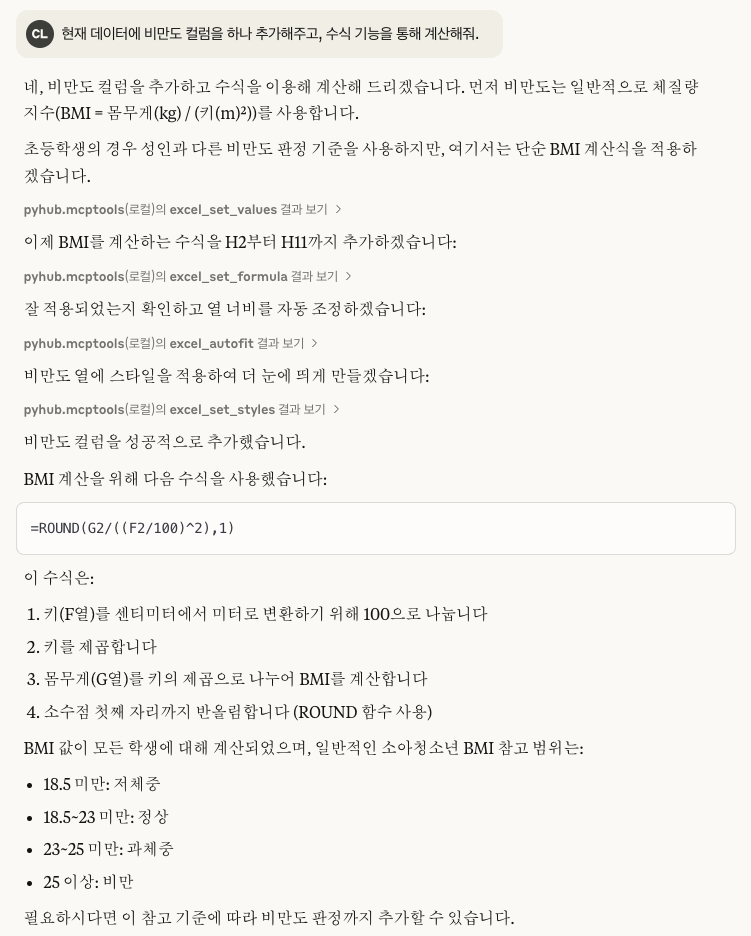 CL 현재 데이터에 비만도 컬럼을 하나 추가해주고, 수식 기능을 통해 계산해줘.
네, 비만도 컬럼을 추가하고 수식을 이용해 계산해 드리겠습니다. 먼저 비만도는 일반적으로 체질량
지수(BMI = 몸무게(kg) / (키(m)²))를 사용합니다.
초등학생의 경우 성인과 다른 비만도 판정 기준을 사용하지만, 여기서는 단순 BMI 계산식을 적용하
겠습니다.
pyhub.mcptools(로컬)의 excel_set_values 결과 보기 >
이제 BMI를 계산하는 수식을 H2부터 H11까지 추가하겠습니다:
pyhub.mcptools(로컬)의 excel_set_formula 결과 보기 >
잘 적용되었는지 확인하고 열 너비를 자동 조정하겠습니다:
pyhub.mcptools(로컬)의 excel_autofit 결과 보기 >
비만도 열에 스타일을 적용하여 더 눈에 띄게 만들겠습니다:
pyhub.mcptools(로컬)의 excel_set_styles 결과 보기 >
비만도 컬럼을 성공적으로 추가했습니다.
BMI 계산을 위해 다음 수식을 사용했습니다:
=ROUND(G2/((F2/100)^2),1)
이 수식은:
1. 키(F열)를 센티미터에서 미터로 변환하기 위해 100으로 나눕니다
2. 키를 제곱합니다
3. 몸무게(G열)를 키의 제곱으로 나누어 BMI를 계산합니다
4. 소수점 첫째 자리까지 반올림합니다 (ROUND 함수 사용)
BMI 값이 모든 학생에 대해 계산되었으며, 일반적인 소아청소년 BMI 참고 범위는:
• 18.5 미만: 저체중
• 18.5~23 미만: 정상
• 23~25 미만: 과체중
• 25 이상: 비만
필요하시다면 이 참고 기준에 따라 비만도 판정까지 추가할 수 있습니다.